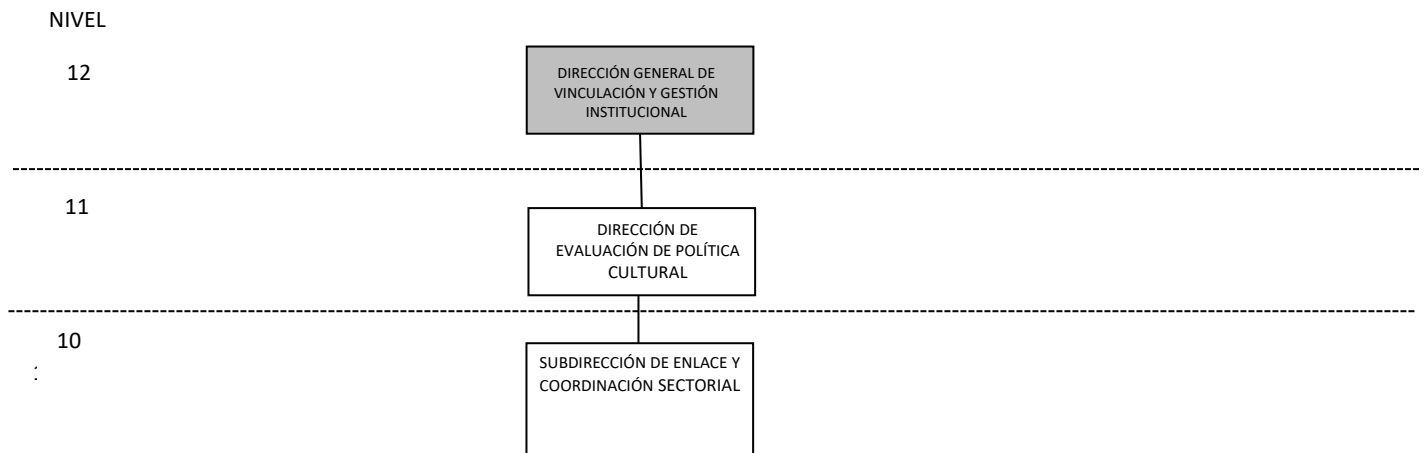 NIVEL
12
DIRECCIÓN GENERAL DE
VINCULACIÓN Y GESTIÓN
INSTITUCIONAL
11
DIRECCIÓN DE
EVALUACIÓN DE POLÍTICA
CULTURAL
10
SUBDIRECCIÓN DE ENLACE Y
COORDINACIÓN SECTORIAL